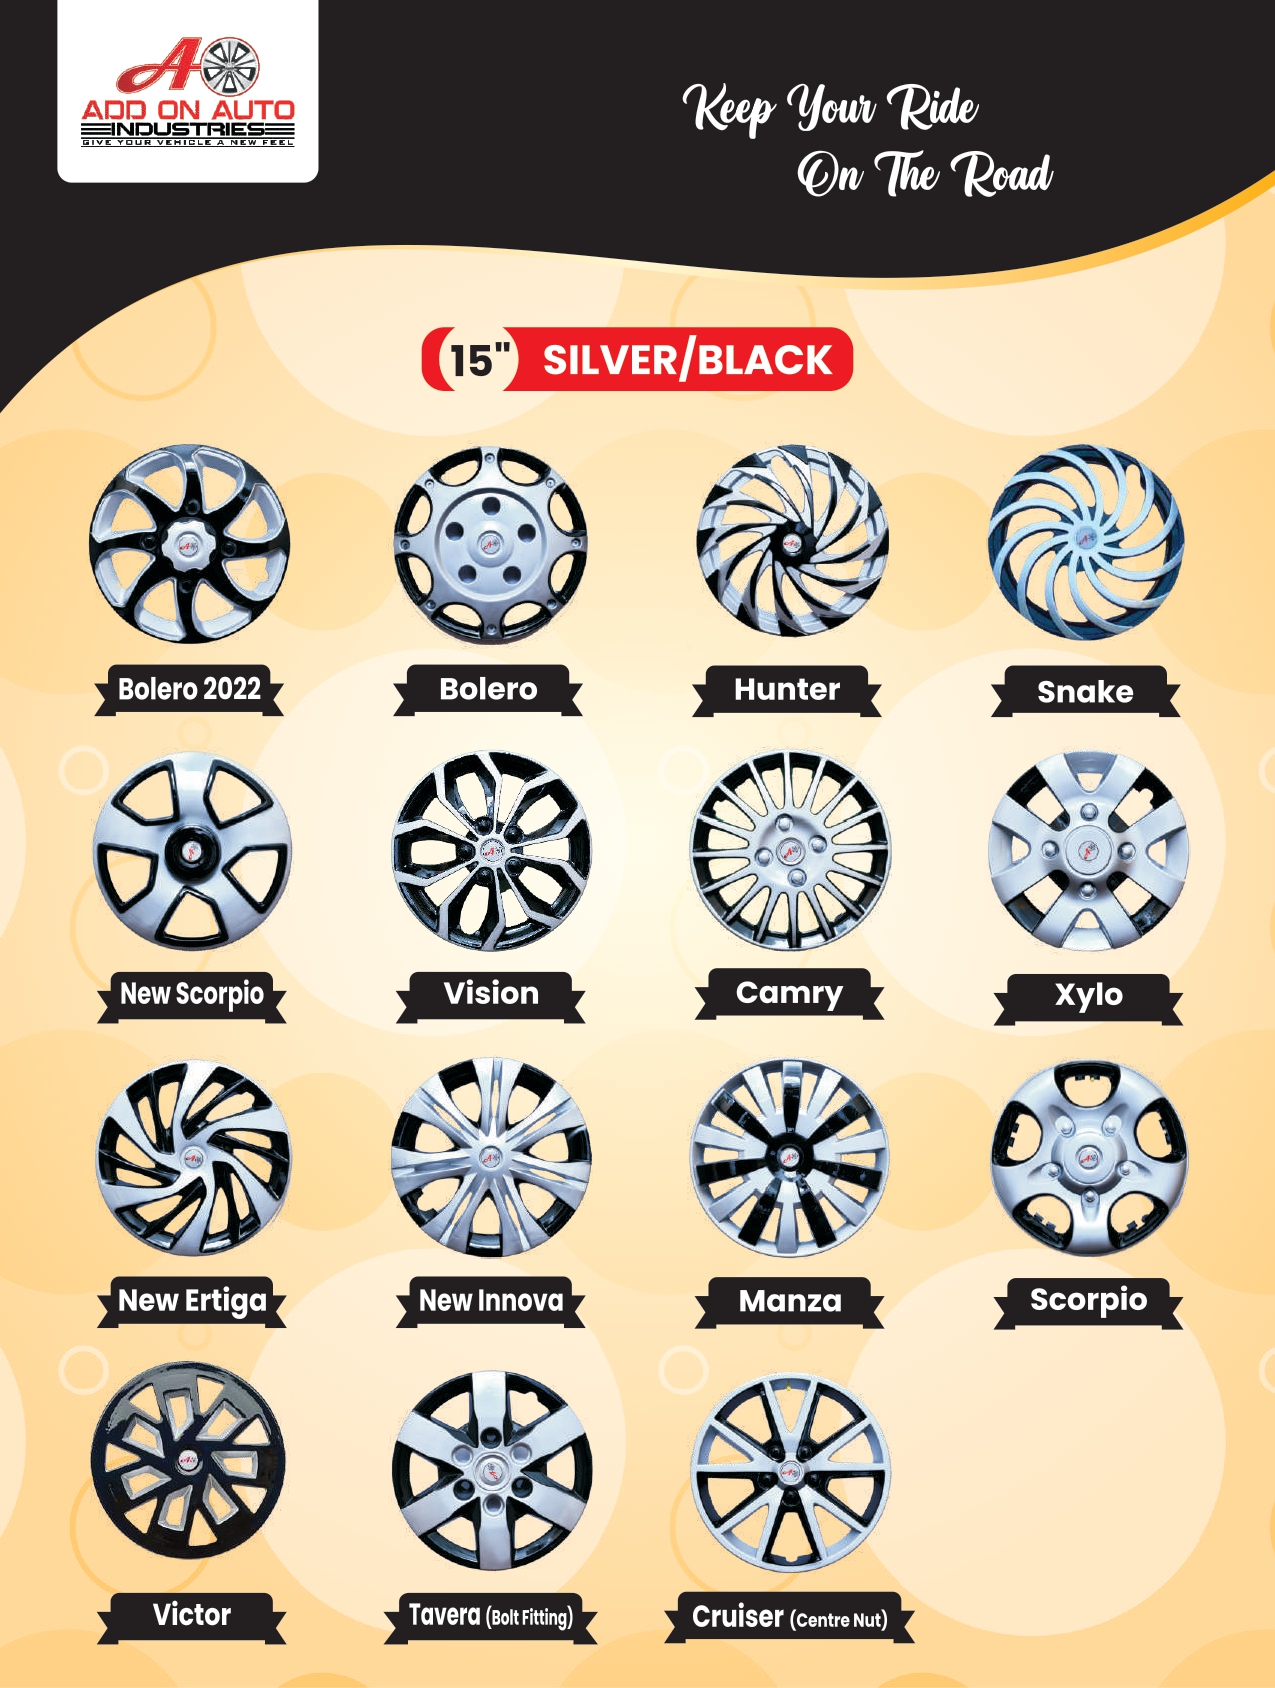 ADD ON AUTO
INDUSTRIES
GIVE YOUR VEHICLE A NEW FEEL
Keep Your Ride
On The Road
15" SILVER/BLACK
Bolero 2022
Bolero
Hunter
Snake
New Scorpio
Vision
Camry
Xylo
New Ertiga
New Innova
Manza
Scorpio
Victor
Tavera (Bolt Fitting)
Cruiser (Centre Nut)